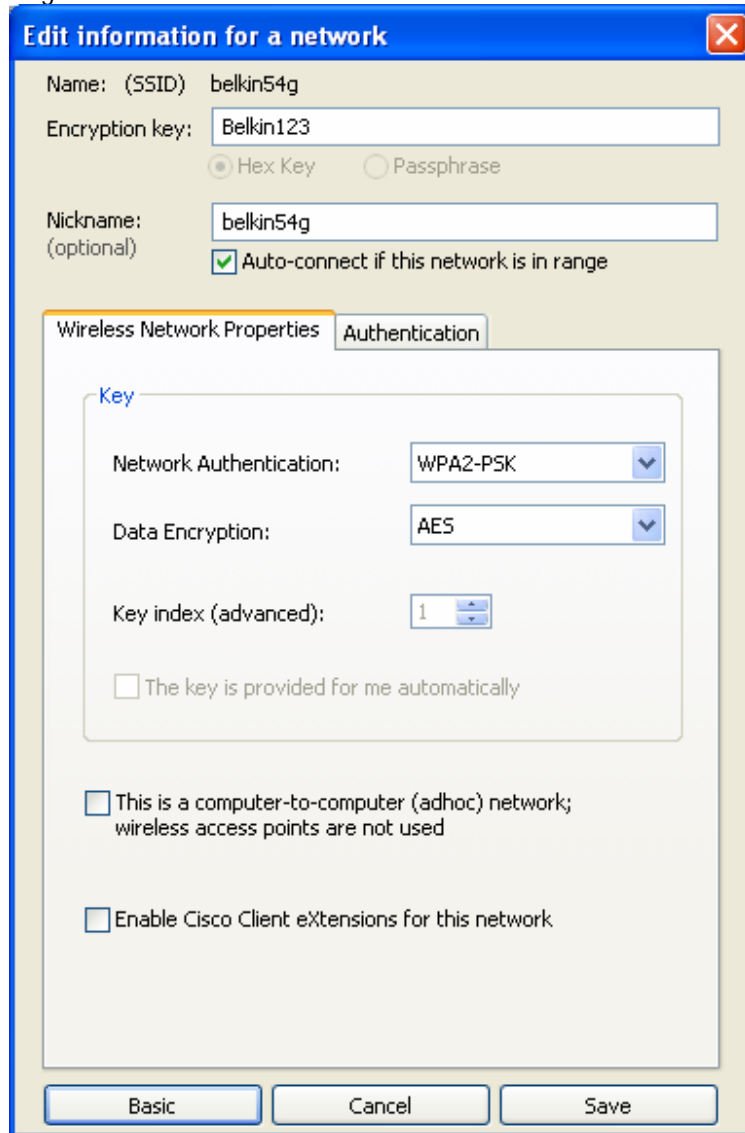 Edit information for a network
Name: (SSID) belkin54g
Encryption key: Belkin123
Hex Key Passphrase
Nickname: belkin54g
(optional)
Auto-connect if this network is in range
Wireless Network Properties Authentication
Key
Network Authentication: WPA2-PSK
Data Encryption: AES
Key index (advanced): 1
The key is provided for me automatically
This is a computer-to-computer (adhoc) network;
wireless access points are not used
Enable Cisco Client eXtensions for this network
Basic Cancel Save